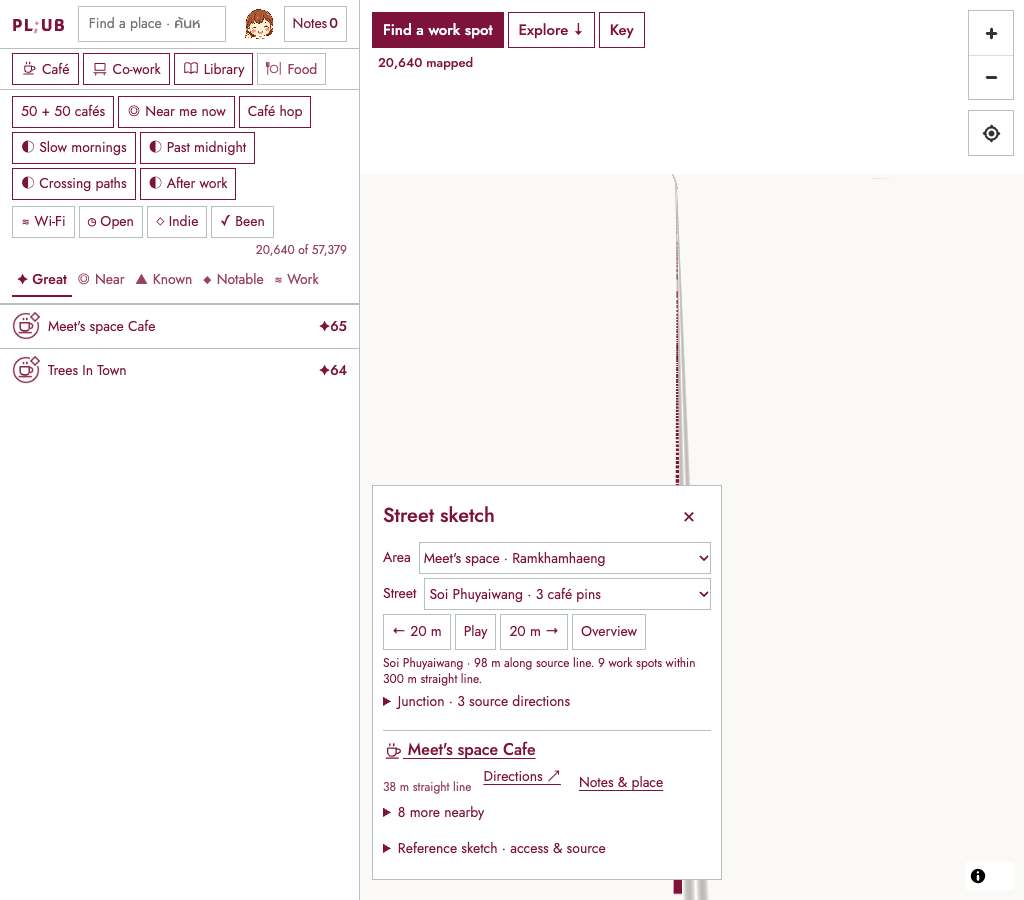 PL;UB
Find a place · ค้นห
Notes 0
Café
Co-work
Library
Food
50 + 50 cafés
Near me now
Café hop
Slow mornings
Past midnight
Crossing paths
After work
Wi-Fi
Open
Indie
Been
20,640 of 57,379
Great
Near
Known
Notable
Work
Meet's space Cafe
65
Trees In Town
64
Find a work spot
Explore ↓
Key
20,640 mapped
+
−
Street sketch
×
Area
Meet's space · Ramkhamhaeng
Street
Soi Phuyaiwang · 3 café pins
← 20 m
Play
20 m →
Overview
Soi Phuyaiwang · 98 m along source line. 9 work spots within
300 m straight line.
Junction · 3 source directions
Meet's space Cafe
38 m straight line
Directions ↗
Notes & place
8 more nearby
Reference sketch · access & source